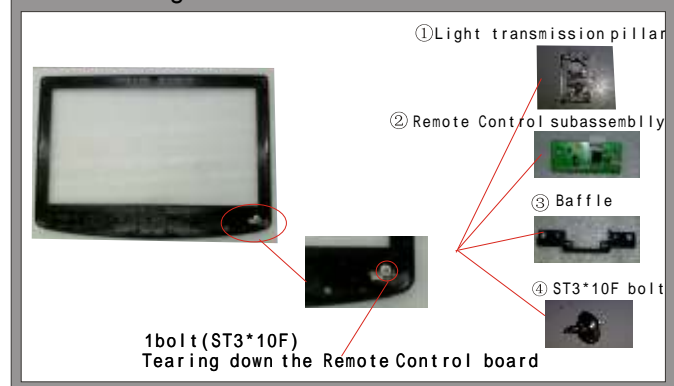 ①Light transmission pillar
② Remote Control subassemblly
③ Baffle
④ ST3*10F bolt
1bolt(ST3*10F)
Tearing down the Remote Control board